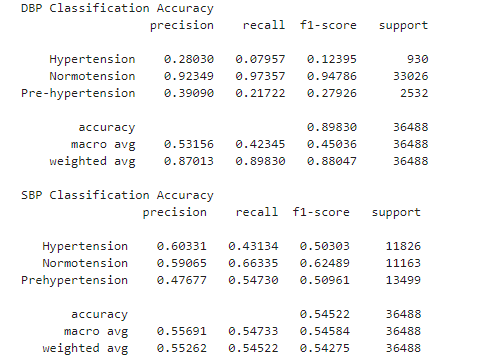 DBP Classification Accuracy
precision recall f1-score support
Hypertension 0.28030 0.07957 0.12395 930
Normotension 0.92349 0.97357 0.94786 33026
Pre-hypertension 0.39090 0.21722 0.27926 2532
accuracy 0.89830 36488
macro avg 0.53156 0.42345 0.45036 36488
weighted avg 0.87013 0.89830 0.88047 36488
SBP Classification Accuracy
precision recall f1-score support
Hypertension 0.60331 0.43134 0.50303 11826
Normotension 0.59065 0.66335 0.62489 11163
Prehypertension 0.47677 0.54730 0.50961 13499
accuracy 0.54522 36488
macro avg 0.55691 0.54733 0.54584 36488
weighted avg 0.55262 0.54522 0.54275 36488